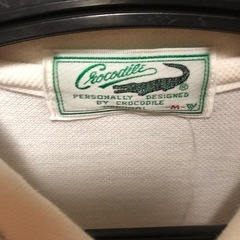 Crocodile
®
PERSONALLY DESIGNED
BY CROCODILE